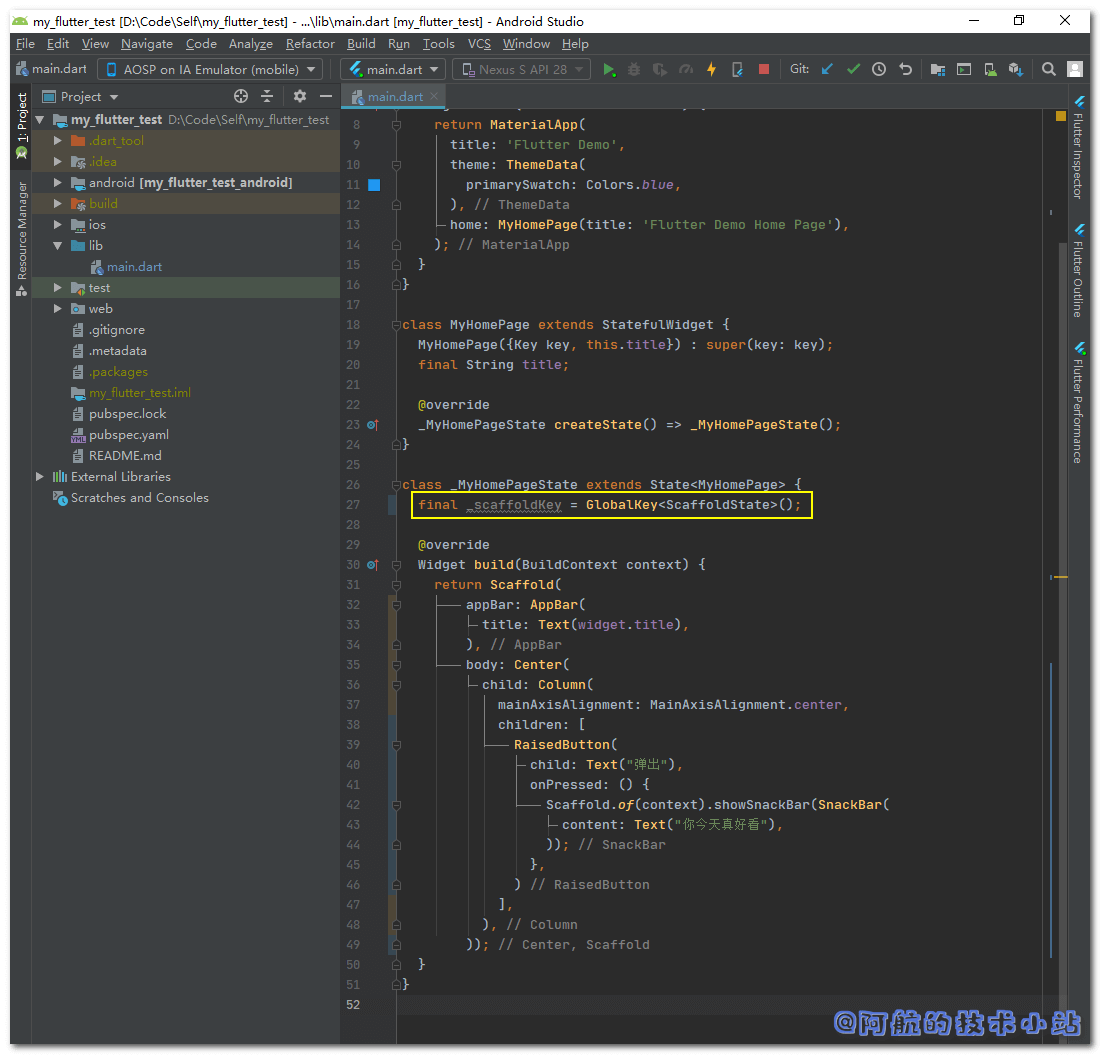 my_flutter_test [D:\Code\Self\my_flutter_test] - ...\lib\main.dart [my_flutter_test] - Android Studio
File Edit View Navigate Code Analyze Refactor Build Run Tools VCS Window Help
main.dart AOSP on IA Emulator (mobile) main.dart Nexus S API 28 Git:
Project main.dart
1: Project
Resource Manager
my_flutter_test D:\Code\Self\my_flutter_test
.dart_tool
.idea
android [my_flutter_test_android]
build
ios
lib
main.dart
test
web
.gitignore
.metadata
.packages
my_flutter_test.iml
pubspec.lock
pubspec.yaml
README.md
External Libraries
Scratches and Consoles
8 return MaterialApp(
9 title: 'Flutter Demo',
10 theme: ThemeData(
11 primarySwatch: Colors.blue,
12 ), // ThemeData
13 home: MyHomePage(title: 'Flutter Demo Home Page'),
14 ); // MaterialApp
15 }
16 }
17
18 class MyHomePage extends StatefulWidget {
19 MyHomePage({Key key, this.title}) : super(key: key);
20 final String title;
21
22 @override
23 _MyHomePageState createState() => _MyHomePageState();
24 }
25
26 class _MyHomePageState extends State<MyHomePage> {
27 final _scaffoldKey = GlobalKey<ScaffoldState>();
28
29 @override
30 Widget build(BuildContext context) {
31 return Scaffold(
32 appBar: AppBar(
33 title: Text(widget.title),
34 ), // AppBar
35 body: Center(
36 child: Column(
37 mainAxisAlignment: MainAxisAlignment.center,
38 children: [
39 RaisedButton(
40 child: Text("弹出"),
41 onPressed: () {
42 Scaffold.of(context).showSnackBar(SnackBar(
43 content: Text("你今天真好看"),
44 )); // SnackBar
45 },
46 ) // RaisedButton
47 ],
48 ), // Column
49 )); // Center, Scaffold
50 }
51 }
52
Flutter Inspector
Flutter Outline
Flutter Performance
@阿航的技术小站